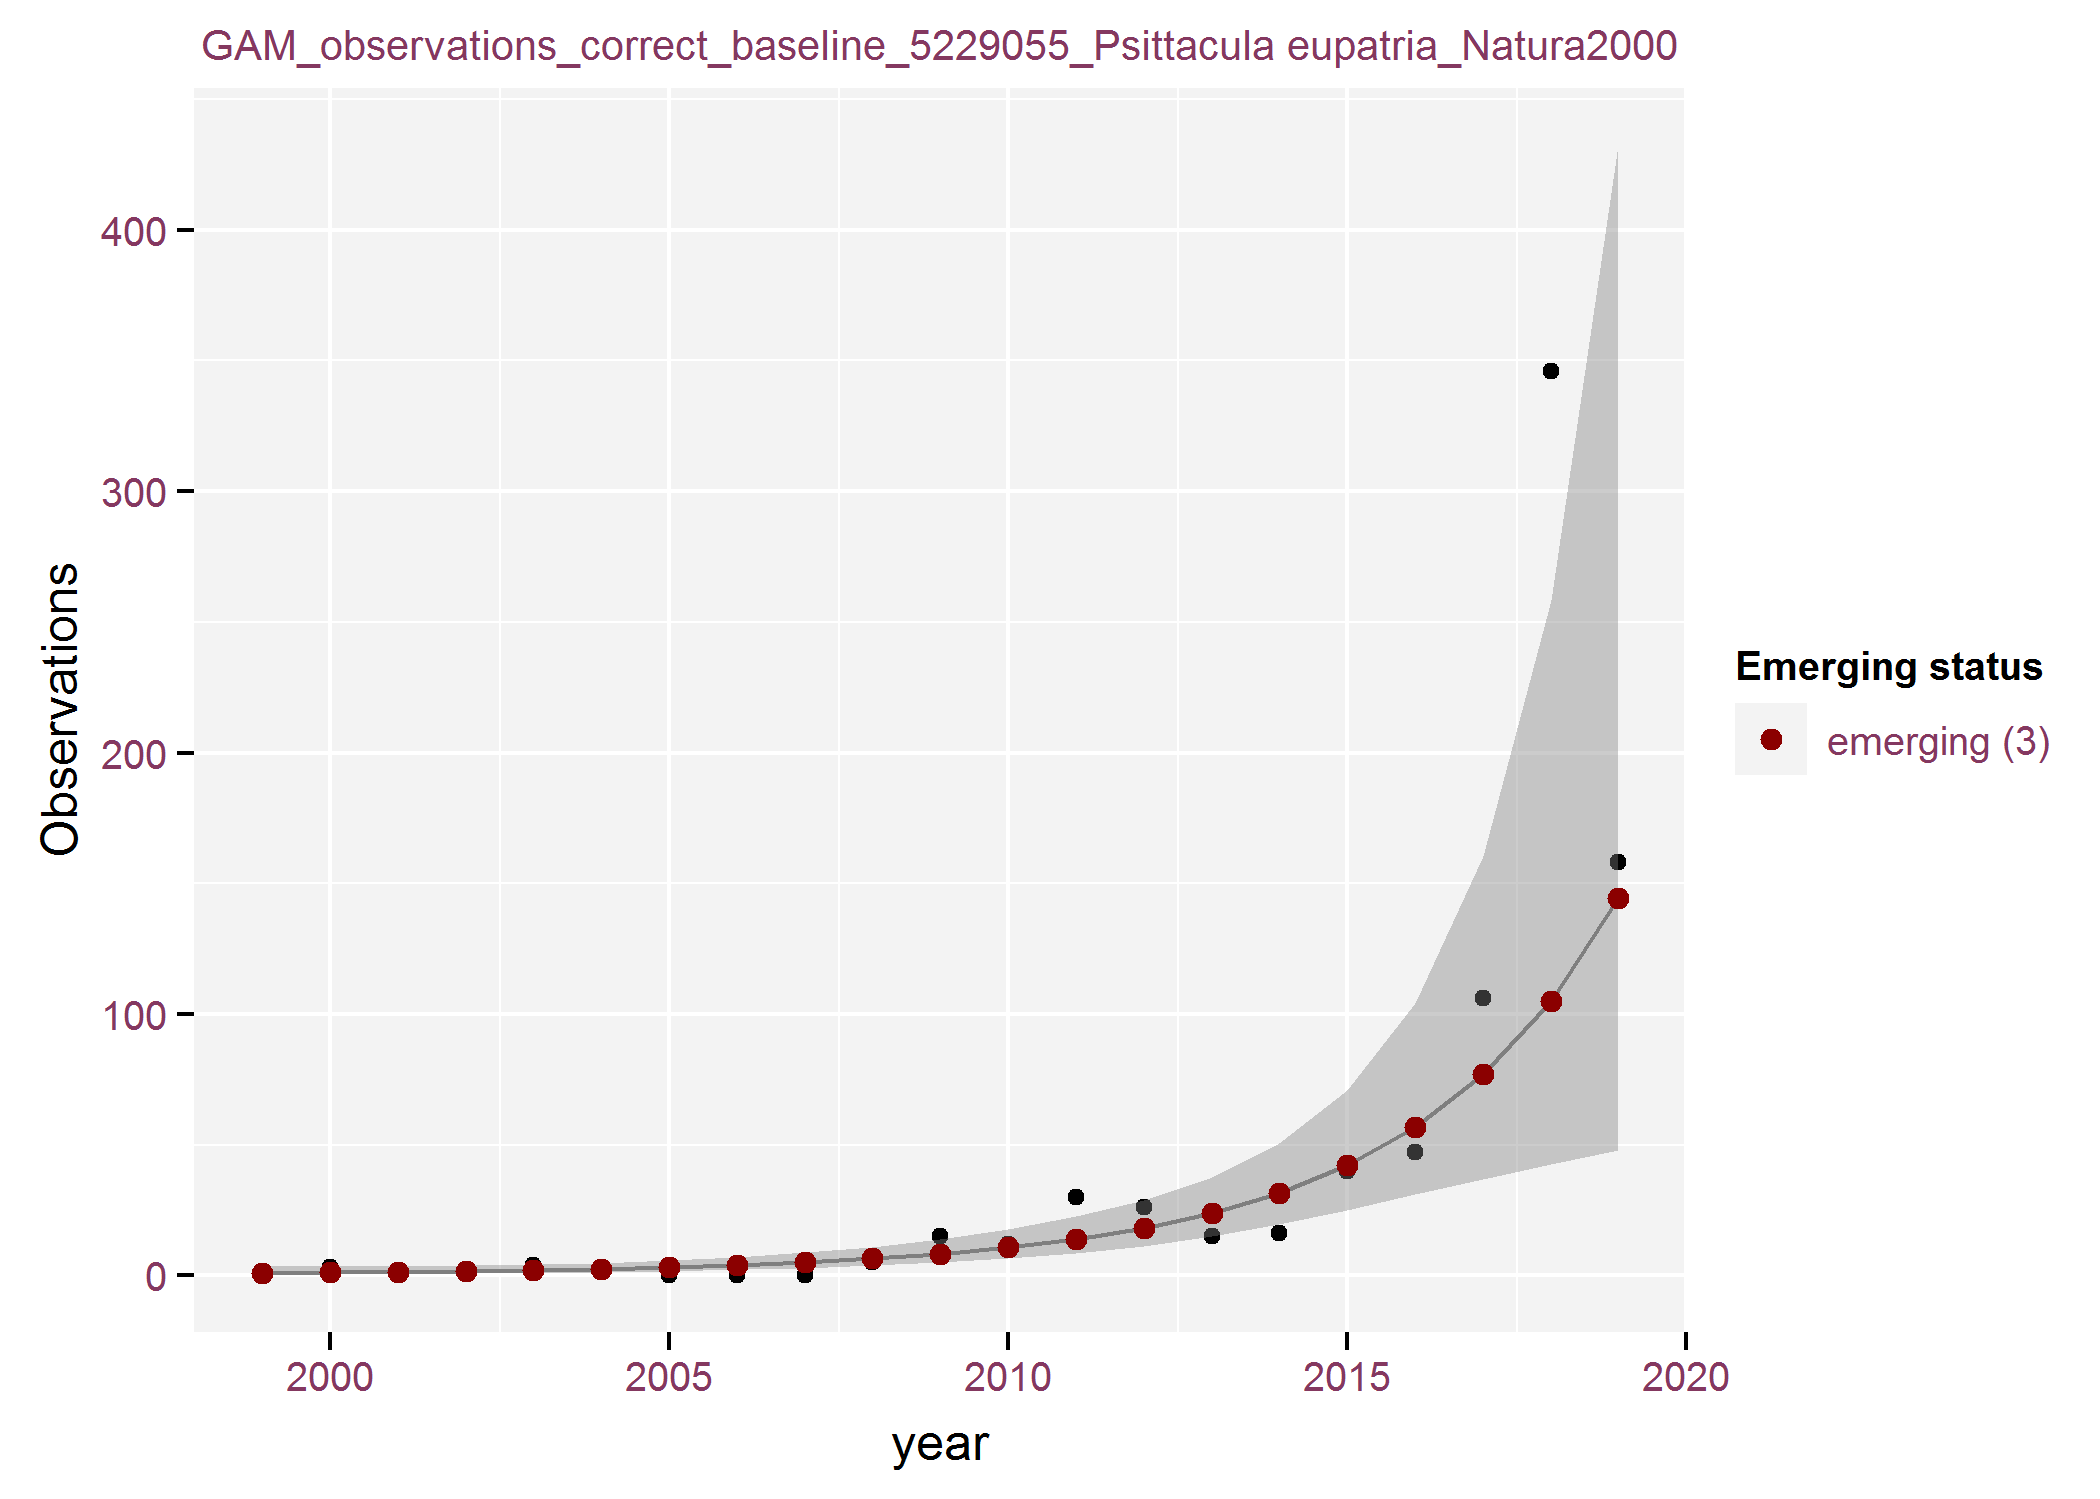 GAM_observations_correct_baseline_5229055_Psittacula eupatria_Natura2000
Observations
400
300
200
100
0
2000 2005 2010 2015 2020
year
Emerging status
emerging (3)